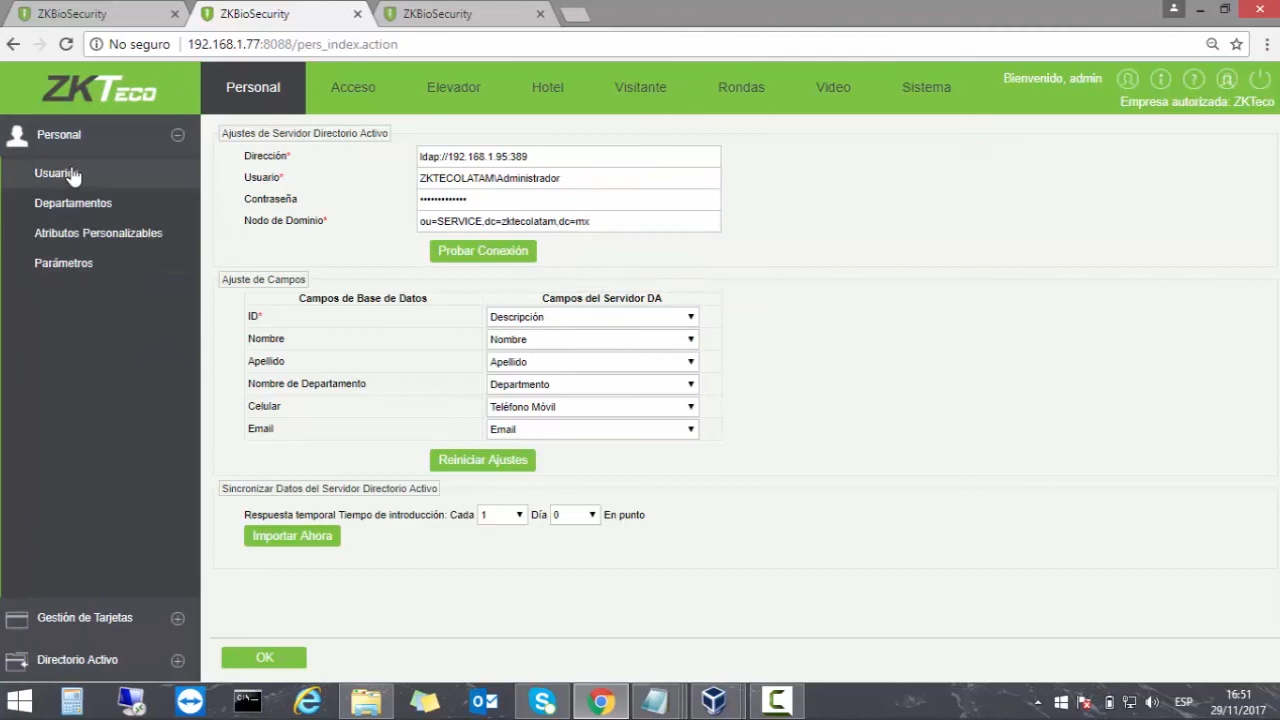 ZKBioSecurity
ZKBioSecurity
ZKBioSecurity
No seguro 192.168.1.77:8088/pers_index.action
ZKTECO
Personal Acceso Elevador Hotel Visitante Rondas Video Sistema
Bienvenido, admin
Empresa autorizada: ZKTeco
Personal
Usuario
Departamentos
Atributos Personalizables
Parámetros
Gestión de Tarjetas
Directorio Activo
Ajustes de Servidor Directorio Activo
Dirección* ldap://192.168.1.95:389
Usuario* ZKTECOLATAM\Administrador
Contraseña •••••••••••••
Nodo de Dominio* ou=SERVICE,dc=zktecolatam,dc=mx
Probar Conexión
Ajuste de Campos
Campos de Base de Datos Campos del Servidor DA
ID* Descripción
Nombre Nombre
Apellido Apellido
Nombre de Departamento Departmento
Celular Teléfono Móvil
Email Email
Reiniciar Ajustes
Sincronizar Datos del Servidor Directorio Activo
Respuesta temporal Tiempo de introducción: Cada 1 Día 0 En punto
Importar Ahora
OK
ESP
16:51
29/11/2017